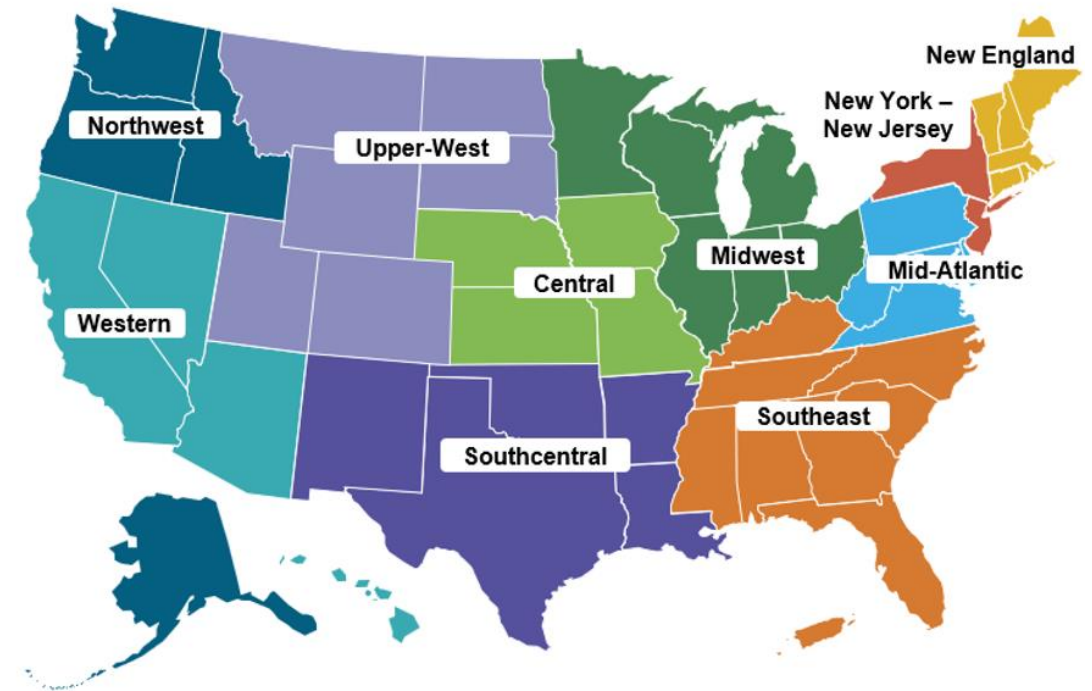 New England
New York –
New Jersey
Northwest
Upper-West
Midwest
Mid-Atlantic
Central
Western
Southeast
Southcentral